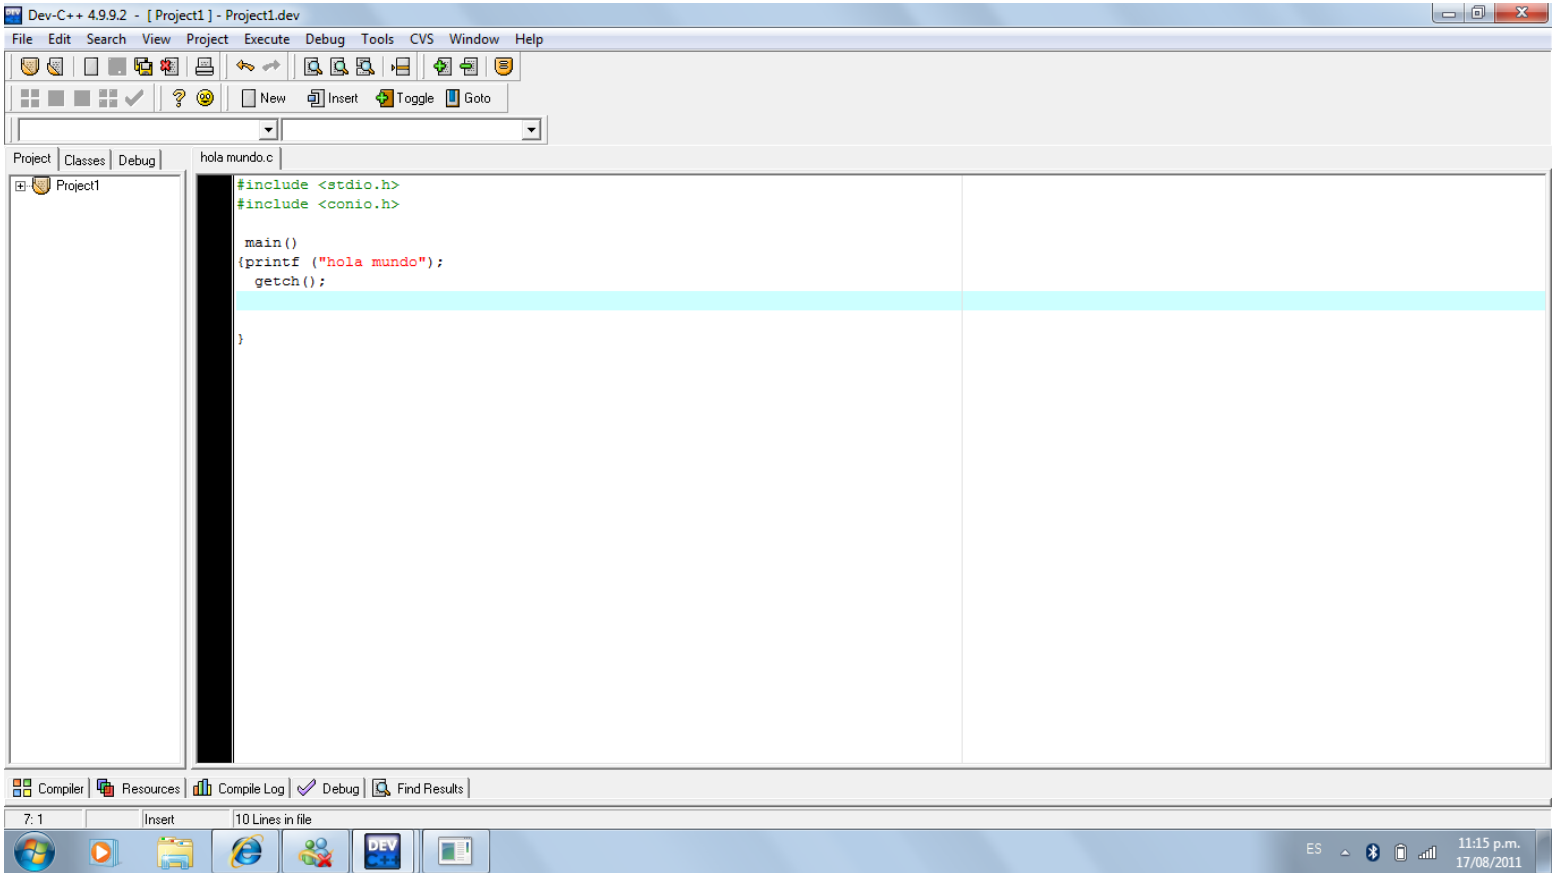 Dev-C++ 4.9.9.2 - [ Project1 ] - Project1.dev
File Edit Search View Project Execute Debug Tools CVS Window Help
New Insert Toggle Goto
Project Classes Debug hola mundo.c
Project1
#include <stdio.h>
#include <conio.h>
main()
{printf ("hola mundo");
getch();
}
Compiler Resources Compile Log Debug Find Results
7: 1 Insert 10 Lines in file
DEV
C++
ES 11:15 p.m.
17/08/2011